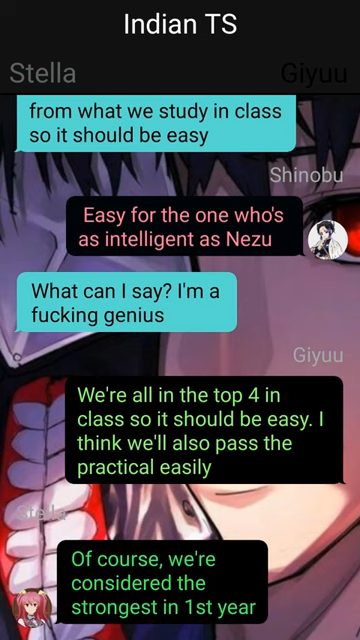 Indian TS
Stella
Giyuu
from what we study in class
so it should be easy
Shinobu
Easy for the one who's
as intelligent as Nezu
What can I say? I'm a
fucking genius
Giyuu
We're all in the top 4 in
class so it should be easy. I
think we'll also pass the
practical easily
Stella
Of course, we're
considered the
strongest in 1st year